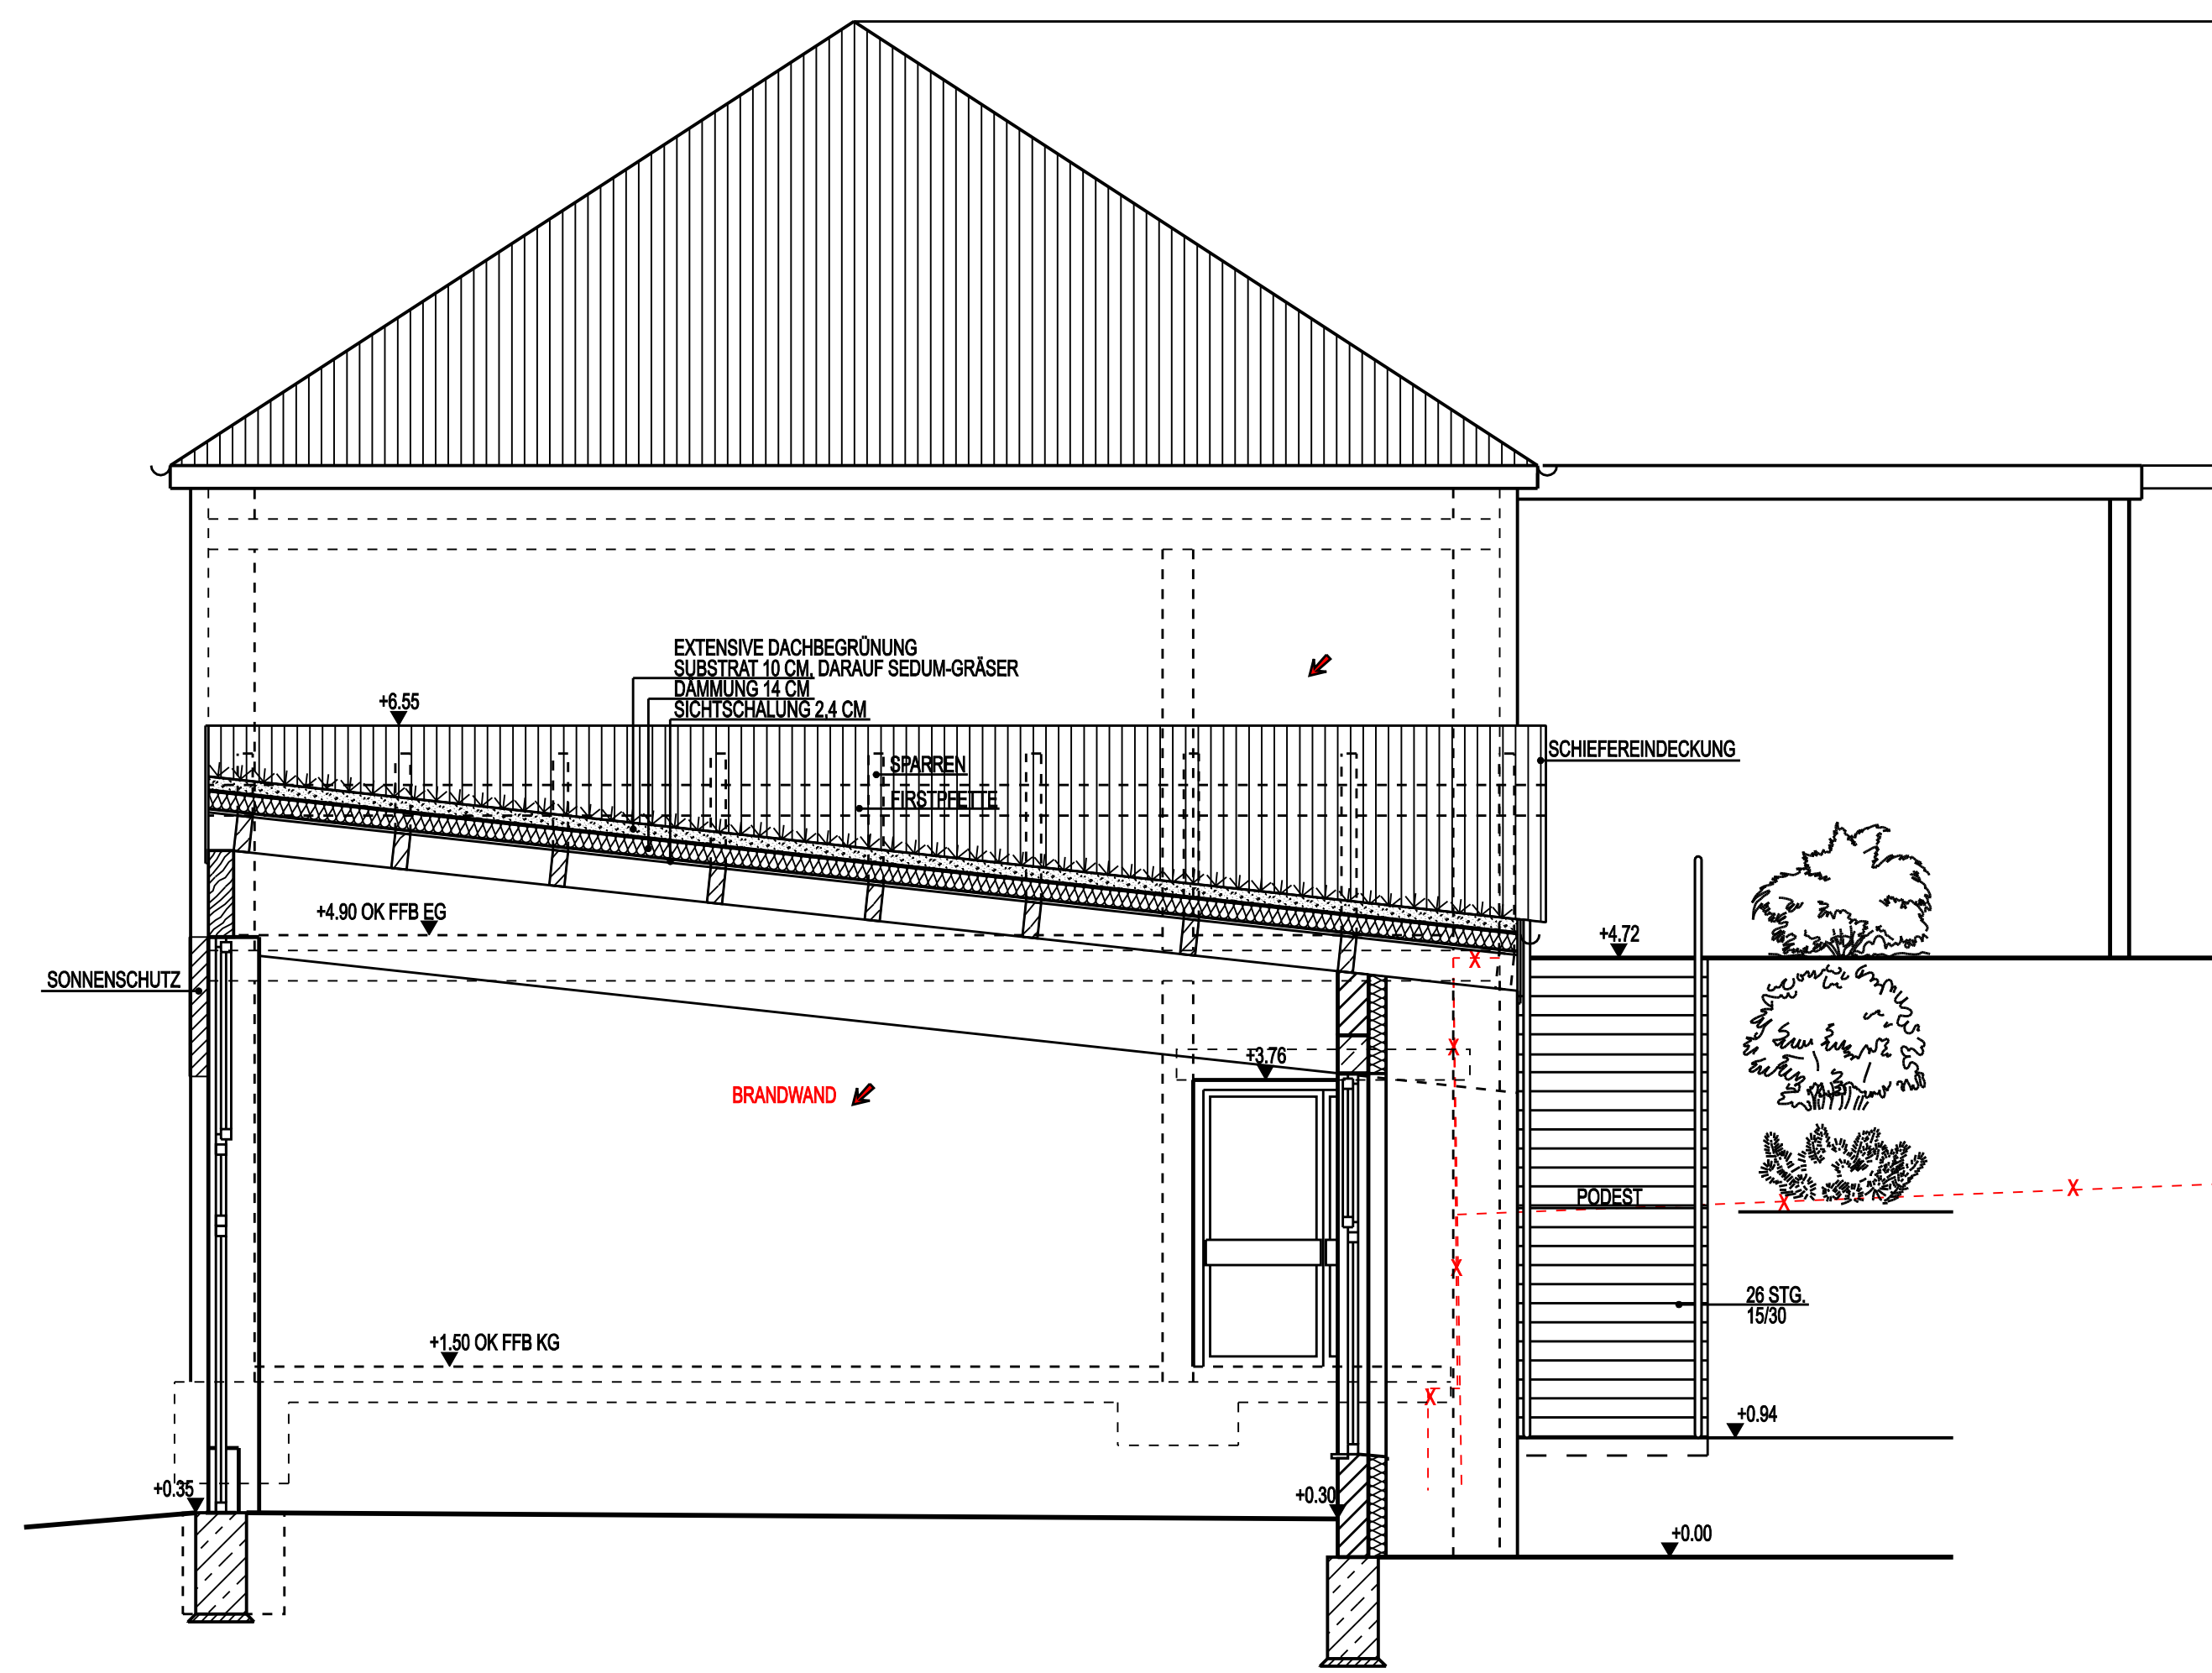 EXTENSIVE DACHBEGRÜNUNG
SUBSTRAT 10 CM, DARAUF SEDUM-GRÄSER
DÄMMUNG 14 CM
SICHTSCHALUNG 2,4 CM
+6.55
SCHIEFEREINDECKUNG
SPARREN
FIRSTPFETTE
+4.90 OK FFB EG
+4.72
SONNENSCHUTZ
X
+3.76
X
BRANDWAND
PODEST
X
X
X
26 STG.
15/30
+1.50 OK FFB KG
X
+0.94
+0.35
+0.30
+0.00